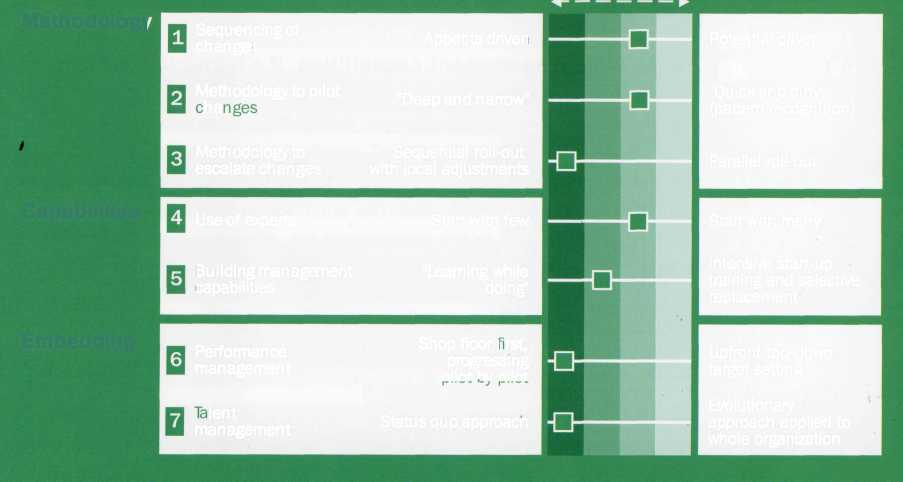 Methodology
1 Sequencing of change Appetite driven Potential driven
2 Methodology to pilot changes "Deep and narrow" "Quick and dirty" (pattern recognition)
3 Methodology to escalate changes Sequential roll-out with local adjustments Parallel roll-out
Capabilities
4 Use of experts Start with few Start with many
5 Building management capabilities "Learning while doing" Intensive start-up training and selective replacement
Embedding
6 Performance management Shop floor first, progressing pilot by pilot Upfront top-down target setting
7 Talent management Status quo approach Evolutionary approach applied to whole organization